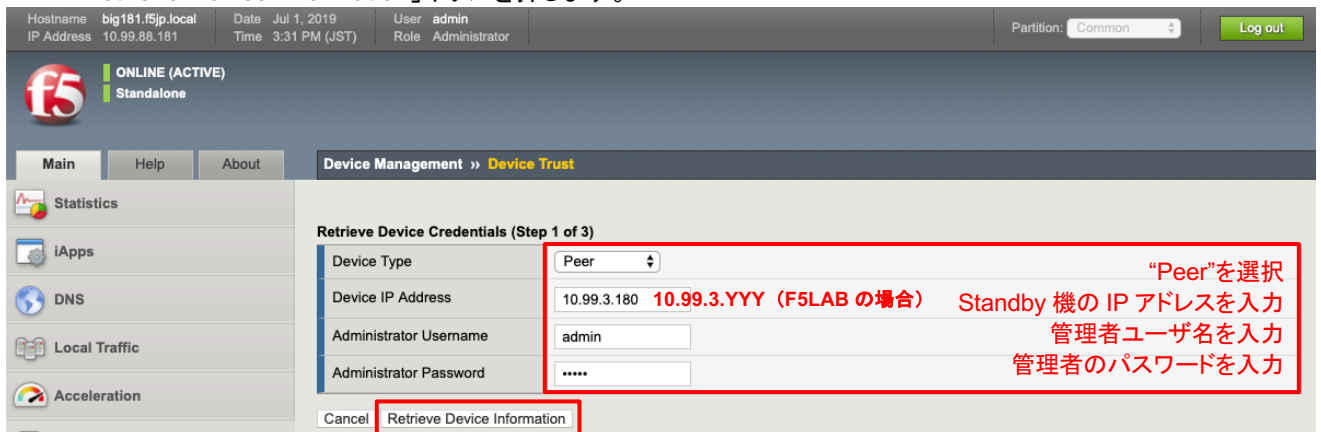 Hostname big181.f5jp.local Date Jul 1, 2019 User admin
IP Address 10.99.88.181 Time 3:31 PM (JST) Role Administrator
Partition: Common Log out
f5
ONLINE (ACTIVE)
Standalone
Main Help About
Device Management ›› Device Trust
Statistics
iApps
DNS
Local Traffic
Acceleration
Retrieve Device Credentials (Step 1 of 3)
Device Type Peer “Peer”を選択
Device IP Address 10.99.3.180 10.99.3.YYY（F5LAB の場合） Standby 機の IP アドレスを入力
Administrator Username admin 管理者ユーザ名を入力
Administrator Password ••••• 管理者のパスワードを入力
Cancel Retrieve Device Information